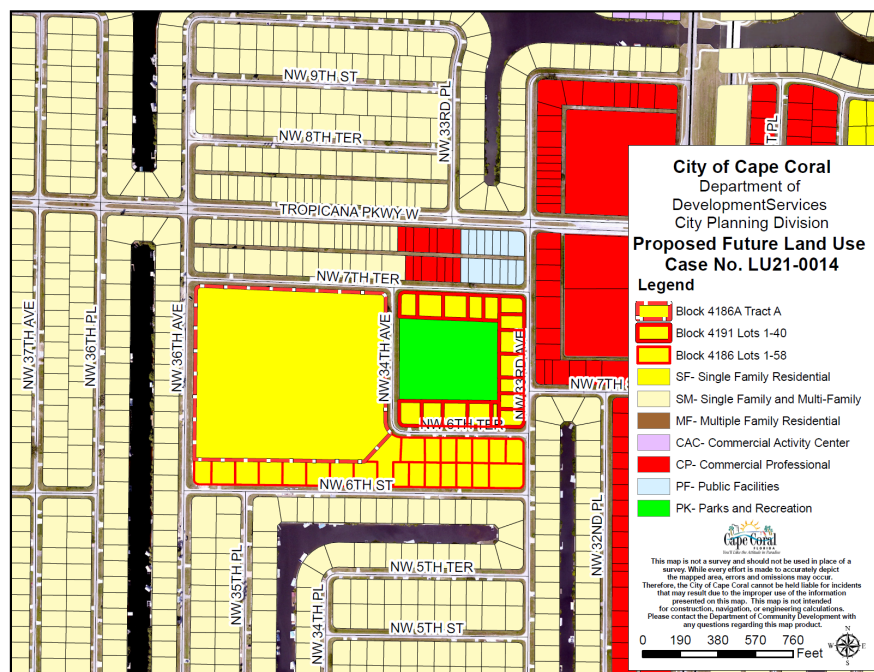 NW 9TH ST
NW 33RD PL
NW 8TH TER
TROPICANA PKWY W
NW 7TH TER
NW 37TH AVE
NW 36TH PL
NW 36TH AVE
NW 34TH AVE
NW 33RD AVE
NW 7TH
NW 6TH TER
NW 6TH ST
NW 35TH PL
NW 34TH PL
NW 32ND PL
NW 5TH TER
NW 5TH ST
T PL
City of Cape Coral
Department of
DevelopmentServices
City Planning Division
Proposed Future Land Use
Case No. LU21-0014
Legend
Block 4186A Tract A
Block 4191 Lots 1-40
Block 4186 Lots 1-58
SF- Single Family Residential
SM- Single Family and Multi-Family
MF- Multiple Family Residential
CAC- Commercial Activity Center
CP- Commercial Professional
PF- Public Facilities
PK- Parks and Recreation
Cape Coral
FLORIDA
This map is not a survey and should not be used in place of a
survey. While every effort is made to accurately depict
the mapped area, errors and omissions may occur.
Therefore, the City of Cape Coral cannot be held liable for incidents
that may result due to the improper use of the information
presented on this map. This map is not intended
for construction, navigation, or engineering calculations.
Please contact the Department of Community Development with
any questions regarding this map product.
0 190 380 570 760
Feet
N
W E
S